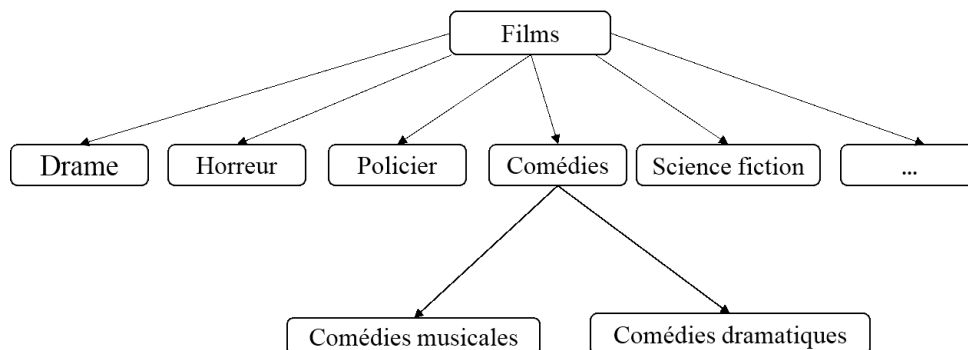 Films
Drame
Horreur
Policier
Comédies
Science fiction
...
Comédies musicales
Comédies dramatiques